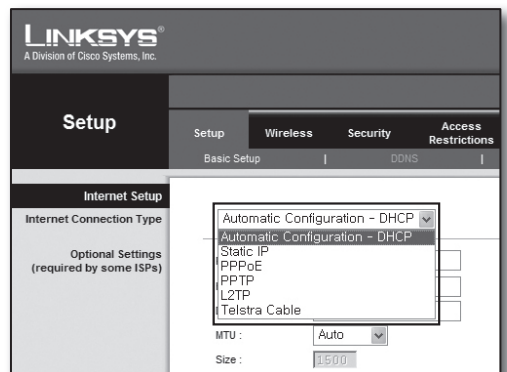 LINKSYS®
A Division of Cisco Systems, Inc.
Setup
Setup Wireless Security Access Restrictions
Basic Setup | DDNS |
Internet Setup
Internet Connection Type
Automatic Configuration - DHCP
Automatic Configuration - DHCP
Static IP
PPPoE
PPTP
L2TP
Telstra Cable
Optional Settings
(required by some ISPs)
MTU : Auto
Size : 1500